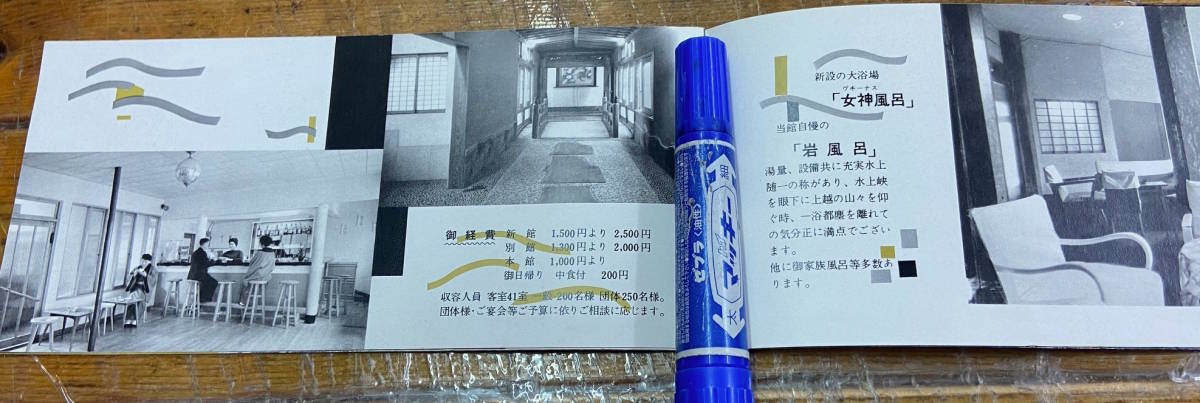 御経費 新館 1,500円より 2,500円
別館 1,200円より 2,000円
本館 1,000円より
御日帰り 中食付 200円
収容人員 客室41室 一般 200名様 団体250名様。
団体様・ご宴会等ご予算に依りご相談に応じます。
ゼブラ
マッキー
太
新設の大浴場
ヴヰーナス
「女神風呂」
当館自慢の
「岩風呂」
湯量、設備共に充実水上
随一の称があり、水上峡
を眼下に上越の山々を仰
ぐ時、一浴都塵を離れて
の気分正に満点でござい
ます。
他に御家族風呂等多数あ
ります。